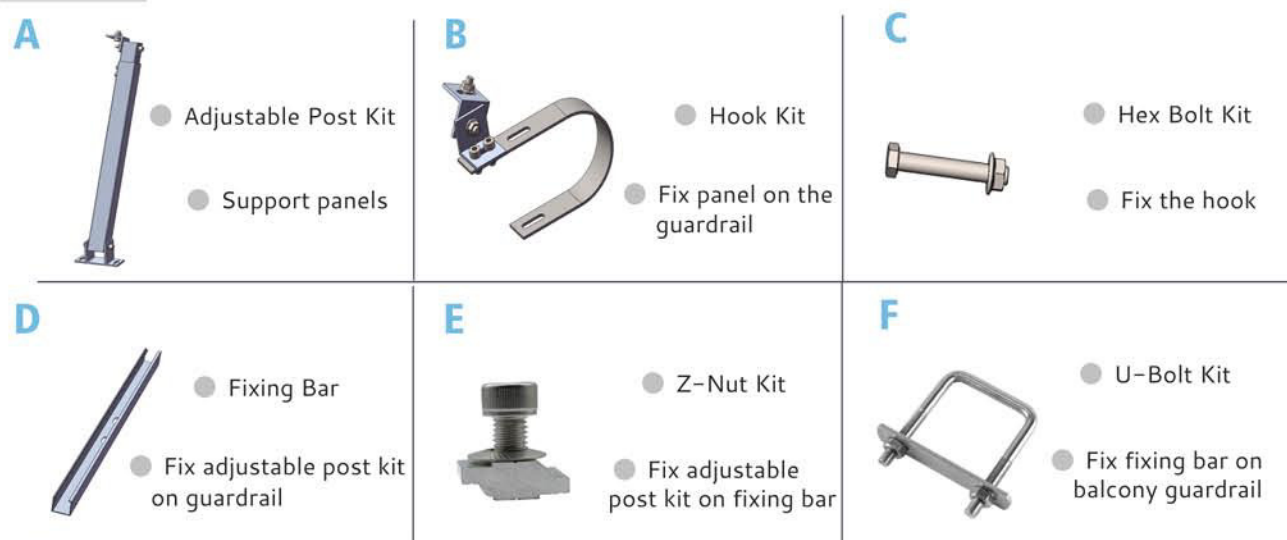 A
Adjustable Post Kit
Support panels
B
Hook Kit
Fix panel on the
guardrail
C
Hex Bolt Kit
Fix the hook
D
Fixing Bar
Fix adjustable post kit
on guardrail
E
Z-Nut Kit
Fix adjustable
post kit on fixing bar
F
U-Bolt Kit
Fix fixing bar on
balcony guardrail